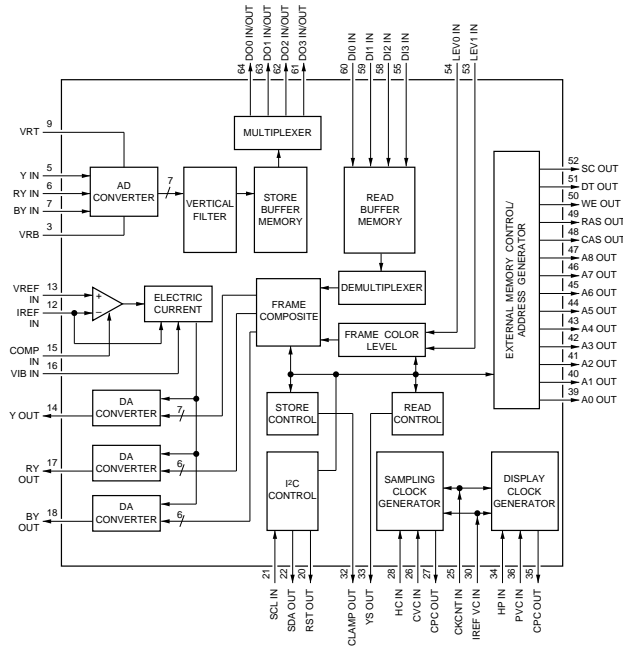 64 DO0 IN/OUT
63 DO1 IN/OUT
62 DO2 IN/OUT
61 DO3 IN/OUT
60 DI0 IN
59 DI1 IN
58 DI2 IN
55 DI3 IN
54 LEV0 IN
53 LEV1 IN
VRT 9
Y IN 5
RY IN 6
BY IN 7
VRB 3
AD
CONVERTER
7
VERTICAL
FILTER
MULTIPLEXER
STORE
BUFFER
MEMORY
READ
BUFFER
MEMORY
DEMULTIPLEXER
FRAME
COMPOSITE
FRAME COLOR
LEVEL
EXTERNAL MEMORY CONTROL/
ADDRESS GENERATOR
52 SC OUT
51 DT OUT
50 WE OUT
49 RAS OUT
48 CAS OUT
47 A8 OUT
46 A7 OUT
45 A6 OUT
44 A5 OUT
43 A4 OUT
42 A3 OUT
41 A2 OUT
40 A1 OUT
39 A0 OUT
VREF 13
IN
IREF 12
IN
+
−
ELECTRIC
CURRENT
COMP 15
IN
VIB IN 16
Y OUT 14
DA
CONVERTER
7
RY 17
OUT
DA
CONVERTER
6
BY 18
OUT
DA
CONVERTER
6
STORE
CONTROL
READ
CONTROL
I²C
CONTROL
SAMPLING
CLOCK
GENERATOR
DISPLAY
CLOCK
GENERATOR
21 SCL IN
22 SDA OUT
20 RST OUT
32 CLAMP OUT
33 YS OUT
28 HC IN
26 CVC IN
27 CPC OUT
25 CKCNT IN
30 IREF VC IN
34 HP IN
36 PVC IN
35 CPC OUT